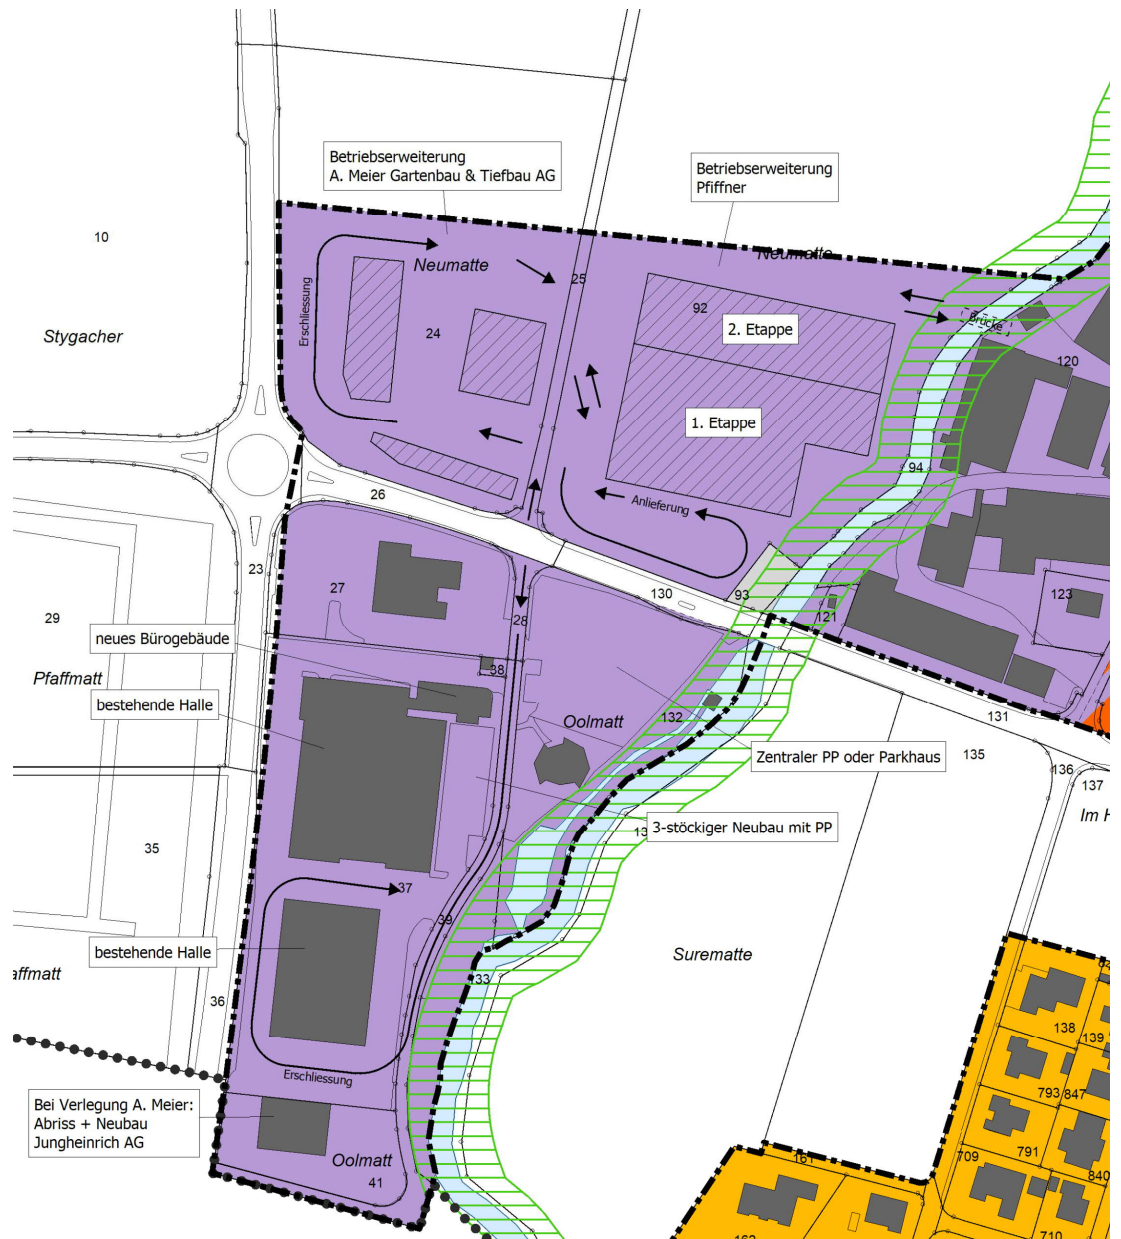 Betriebserweiterung
A. Meier Gartenbau & Tiefbau AG
Betriebserweiterung
Pfiffner
10
Neumatte
Neumatte
25
Erschliessung
92
2. Etappe
Brücke
Stygacher
24
120
1. Etappe
94
26
Anlieferung
23
27
130
93
123
29
28
121
neues Bürogebäude
38
Pfaffmatt
bestehende Halle
Oolmatt
132
131
Zentraler PP oder Parkhaus
135
136
137
Im H
3-stöckiger Neubau mit PP
35
37
39
bestehende Halle
Surematte
affmatt
133
36
138
139
Erschliessung
793
847
Bei Verlegung A. Meier:
Abriss + Neubau
Jungheinrich AG
Oolmatt
41
161
709
791
840
710